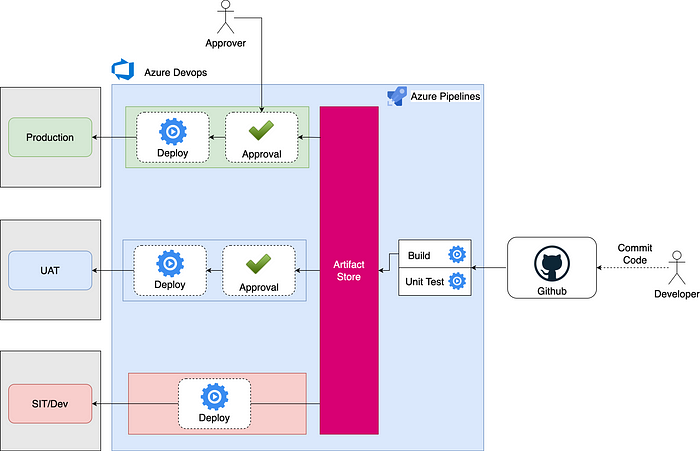 Approver
Azure Devops
Azure Pipelines
Production
Deploy
Approval
UAT
Deploy
Approval
Artifact
Store
Build
Unit Test
Github
Commit
Code
Developer
SIT/Dev
Deploy